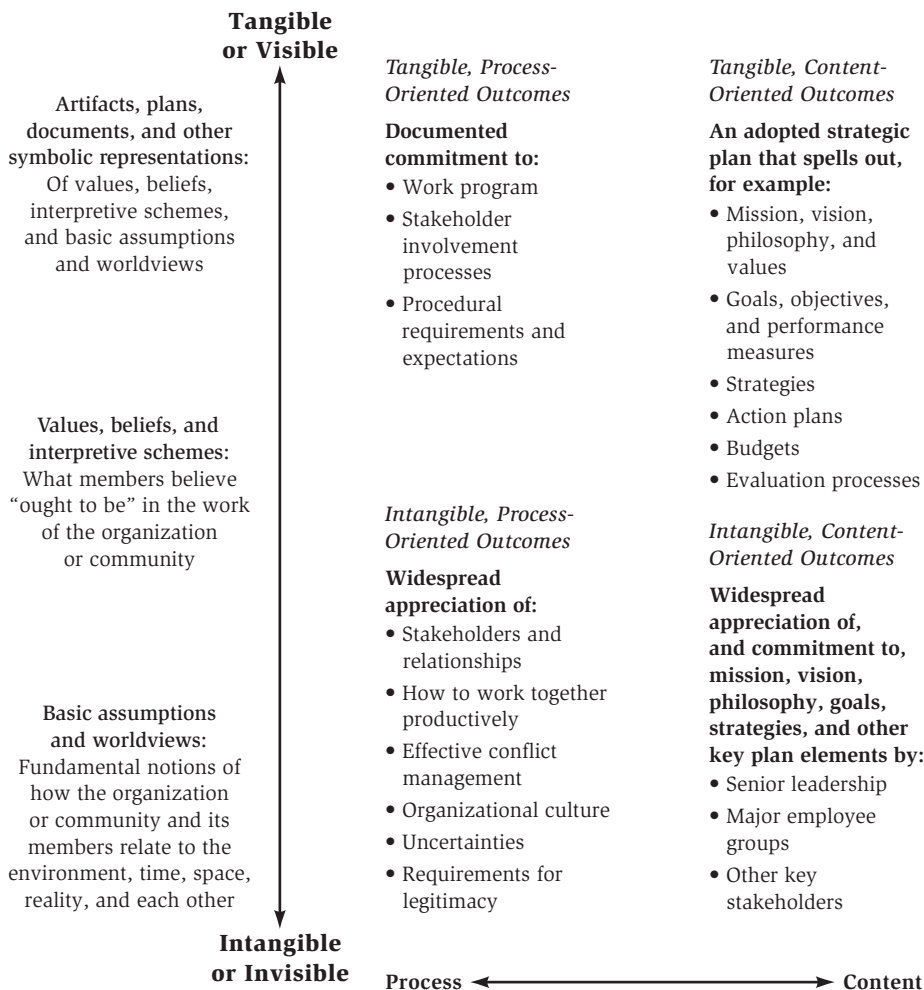 Tangible
or Visible
Artifacts, plans,
documents, and other
symbolic representations:
Of values, beliefs,
interpretive schemes,
and basic assumptions
and worldviews
Values, beliefs, and
interpretive schemes:
What members believe
“ought to be” in the work
of the organization
or community
Basic assumptions
and worldviews:
Fundamental notions of
how the organization
or community and its
members relate to the
environment, time, space,
reality, and each other
Intangible
or Invisible
Tangible, Process-
Oriented Outcomes
Documented
commitment to:
• Work program
• Stakeholder
involvement
processes
• Procedural
requirements and
expectations
Tangible, Content-
Oriented Outcomes
An adopted strategic
plan that spells out,
for example:
• Mission, vision,
philosophy, and
values
• Goals, objectives,
and performance
measures
• Strategies
• Action plans
• Budgets
• Evaluation processes
Intangible, Process-
Oriented Outcomes
Widespread
appreciation of:
• Stakeholders and
relationships
• How to work together
productively
• Effective conflict
management
• Organizational culture
• Uncertainties
• Requirements for
legitimacy
Intangible, Content-
Oriented Outcomes
Widespread
appreciation of,
and commitment to,
mission, vision,
philosophy, goals,
strategies, and other
key plan elements by:
• Senior leadership
• Major employee
groups
• Other key
stakeholders
Process
Content